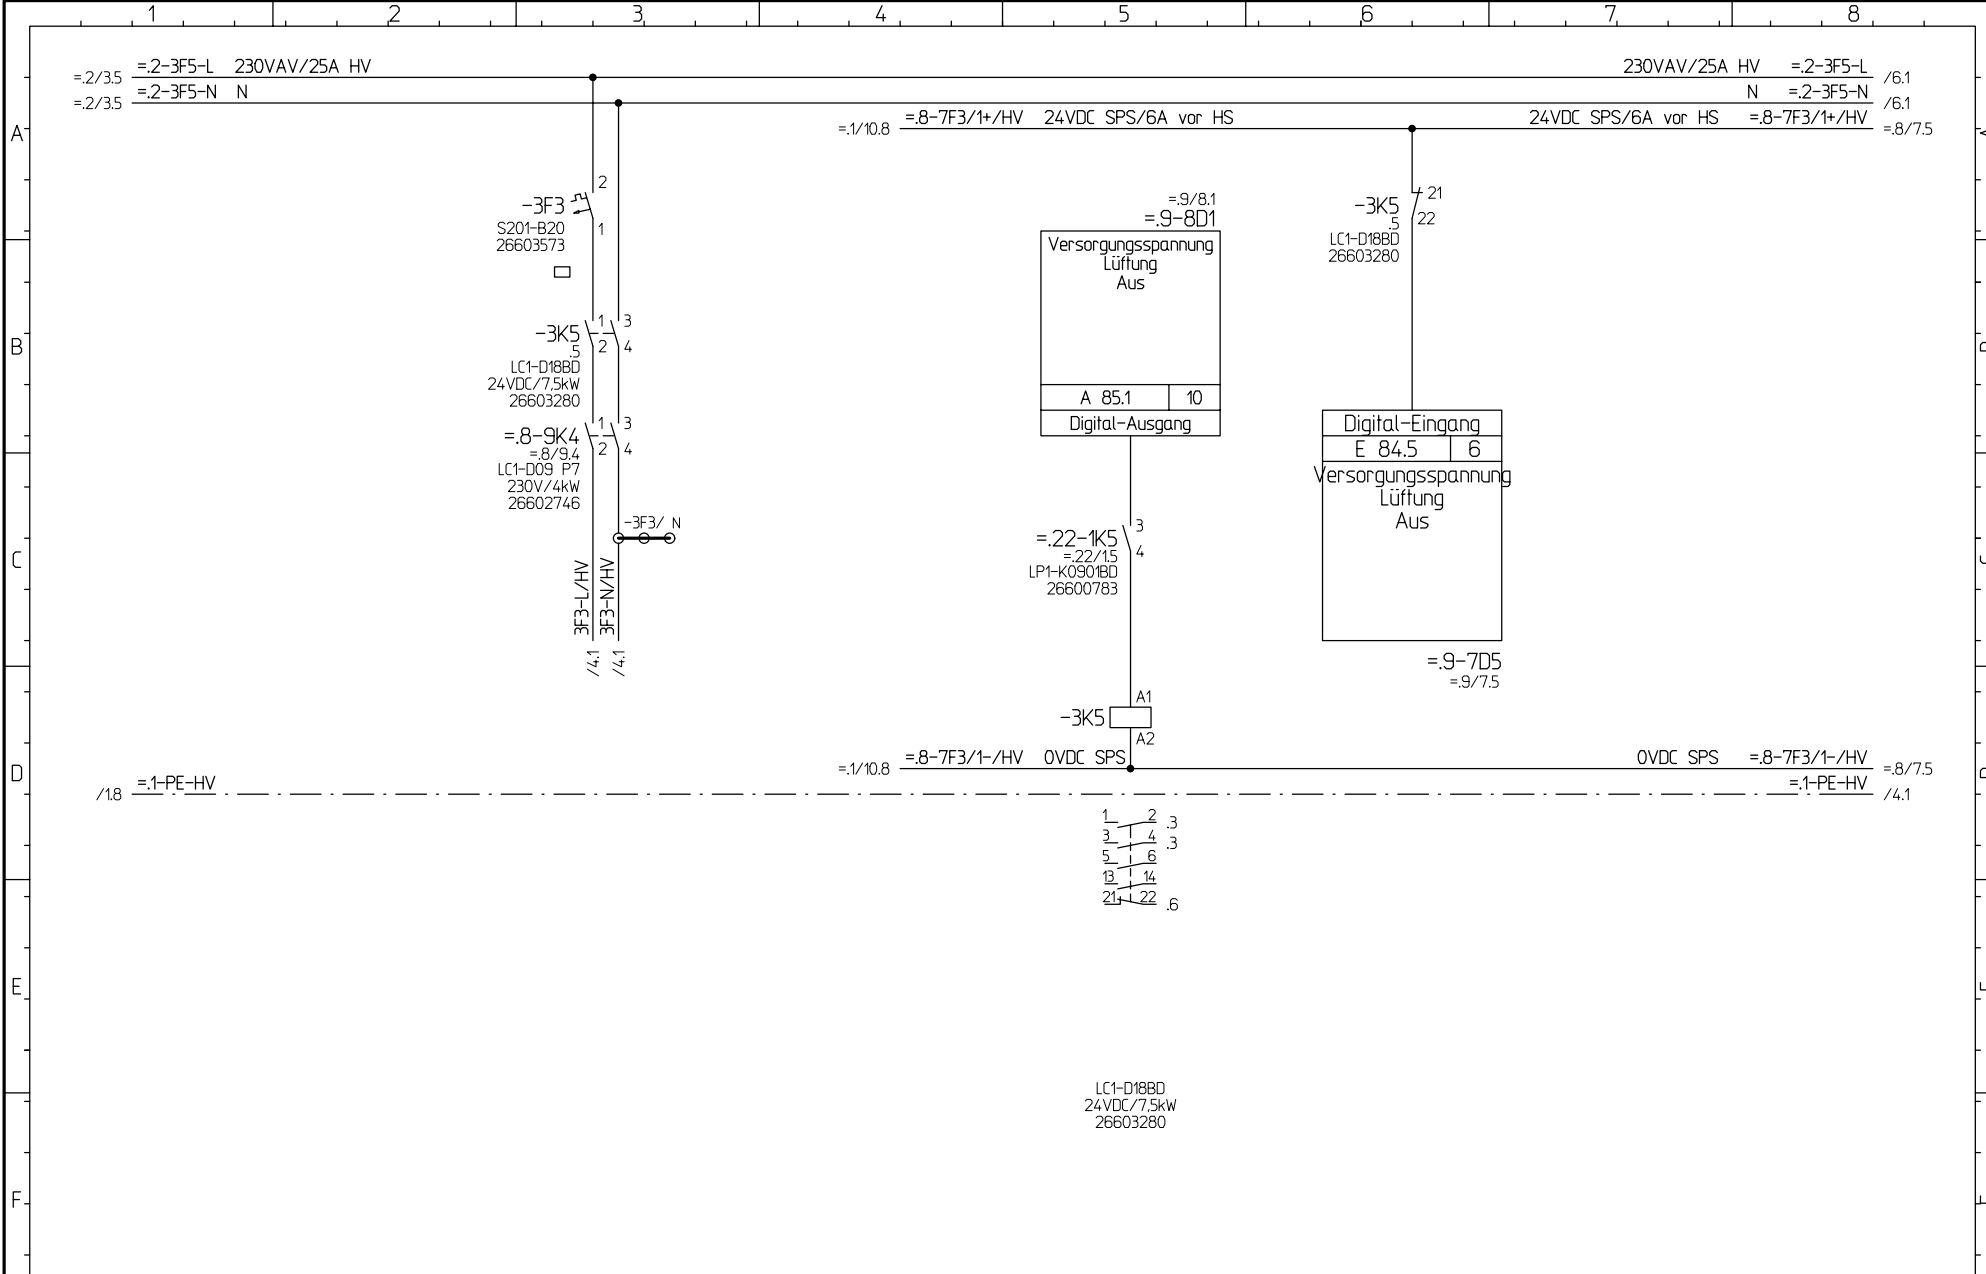 1 2 3 4 5 6 7 8
=.2/3.5 =.2-3F5-L 230VAV/25A HV
230VAV/25A HV =.2-3F5-L /6.1
=.2/3.5 =.2-3F5-N N
N =.2-3F5-N /6.1
=.1/10.8 =.8-7F3/1+/HV 24VDC SPS/6A vor HS
24VDC SPS/6A vor HS =.8-7F3/1+/HV =.8/7.5
A
2
-3F3
S201-B20
26603573
1
-3K5
.5
LC1-D18BD
24VDC/7,5kW
26603280
1 3
2 4
=.8-9K4
=.8/9.4
LC1-D09 P7
230V/4kW
26602746
1 3
2 4
-3F3/ N
3F3-L/HV
3F3-N/HV
/4.1
/4.1
=.9/8.1
=.9-8D1
Versorgungsspannung
Lüftung
Aus
A 85.1 10
Digital-Ausgang
=.22-1K5
=.22/1.5
LP1-K0901BD
26600783
3
4
A1
-3K5
A2
-3K5
.5
LC1-D18BD
26603280
21
22
Digital-Eingang
E 84.5 6
Versorgungsspannung
Lüftung
Aus
=.9-7D5
=.9/7.5
B
C
D
=.1/10.8 =.8-7F3/1-/HV 0VDC SPS
0VDC SPS =.8-7F3/1-/HV =.8/7.5
/1.8 =.1-PE-HV
=.1-PE-HV /4.1
1 2 .3
3 4 .3
5 6
13 14
21 22 .6
E
LC1-D18BD
24VDC/7,5kW
26603280
F